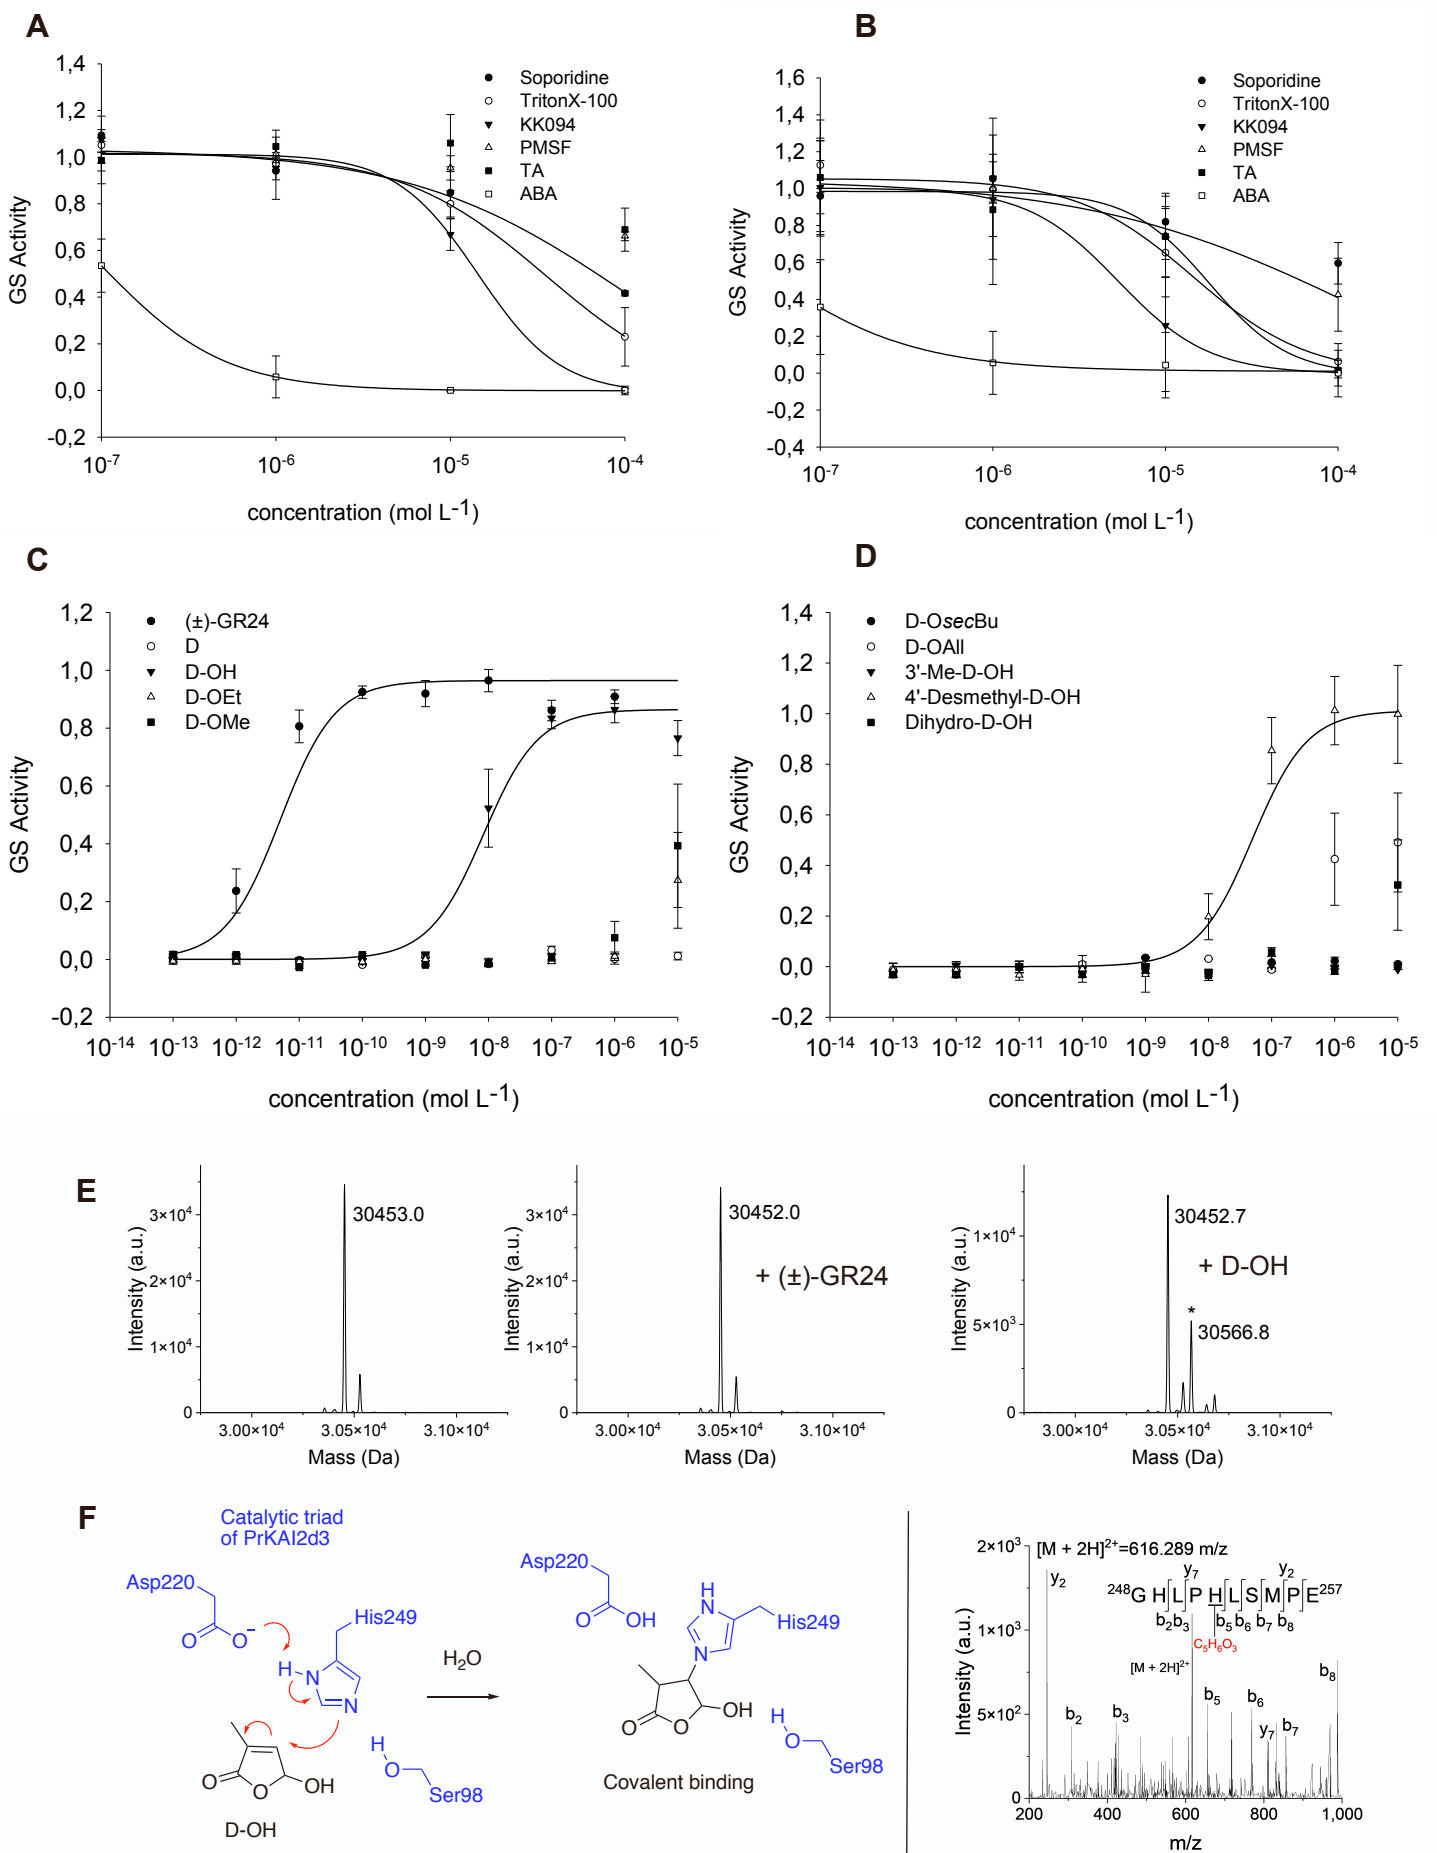 A
1,4
1,2
1,0
0,8
0,6
0,4
0,2
0,0
-0,2
GS Activity
10-7
10-6
10-5
10-4
concentration (mol L-1)
Soporidine
TritonX-100
KK094
PMSF
TA
ABA
B
1,6
1,4
1,2
1,0
0,8
0,6
0,4
0,2
0,0
-0,2
-0,4
GS Activity
10-7
10-6
10-5
10-4
concentration (mol L-1)
Soporidine
TritonX-100
KK094
PMSF
TA
ABA
C
1,2
1,0
0,8
0,6
0,4
0,2
0,0
-0,2
GS Activity
(±)-GR24
D
D-OH
D-OEt
D-OMe
10-14 10-13 10-12 10-11 10-10 10-9 10-8 10-7 10-6 10-5
concentration (mol L-1)
D
1,4
1,2
1,0
0,8
0,6
0,4
0,2
0,0
-0,2
GS Activity
D-OsecBu
D-OAll
3'-Me-D-OH
4'-Desmethyl-D-OH
Dihydro-D-OH
10-14 10-13 10-12 10-11 10-10 10-9 10-8 10-7 10-6 10-5
concentration (mol L-1)
E
Intensity (a.u.)
3×10⁴
2×10⁴
1×10⁴
0
30453.0
3.00×10⁴ 3.05×10⁴ 3.10×10⁴
Mass (Da)
Intensity (a.u.)
3×10⁴
2×10⁴
1×10⁴
0
30452.0
+ (±)-GR24
3.00×10⁴ 3.05×10⁴ 3.10×10⁴
Mass (Da)
Intensity (a.u.)
1×10⁴
5×10³
0
30452.7
+ D-OH
*
30566.8
3.00×10⁴ 3.05×10⁴ 3.10×10⁴
Mass (Da)
F
Catalytic triad
of PrKAI2d3
Asp220
O
O-
His249
H
N
N
O
O
OH
H
O
Ser98
D-OH
H₂O
Asp220
O
OH
H
N
N
His249
O
O
OH
H
O
Ser98
Covalent binding
Intensity (a.u.)
2×10³
1×10³
5×10²
0
[M + 2H]²⁺=616.289 m/z
y₂
y₇ y₂
²⁴⁸G H L P H L S M P E²⁵⁷
b₂ b₃ b₅ b₆ b₇ b₈
C₅H₆O₃
[M + 2H]²⁺
b₂
b₃
b₅
b₆
y₇
b₇
b₈
200 400 600 800 1,000
m/z